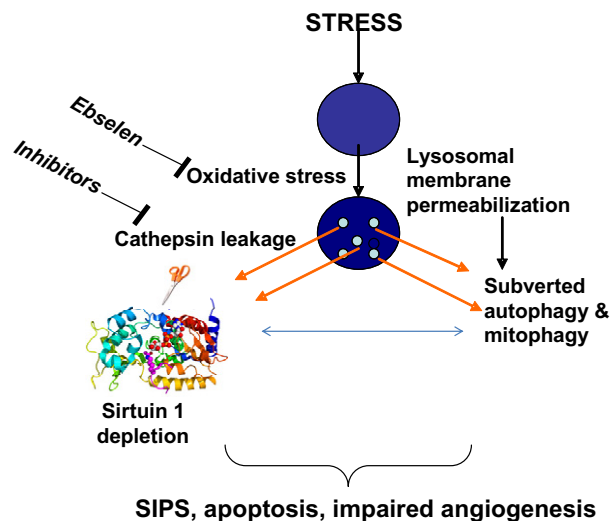 STRESS
Ebselen
Inhibitors
Oxidative stress
Lysosomal
membrane
permeabilization
Cathepsin leakage
Subverted
autophagy &
mitophagy
Sirtuin 1
depletion
SIPS, apoptosis, impaired angiogenesis